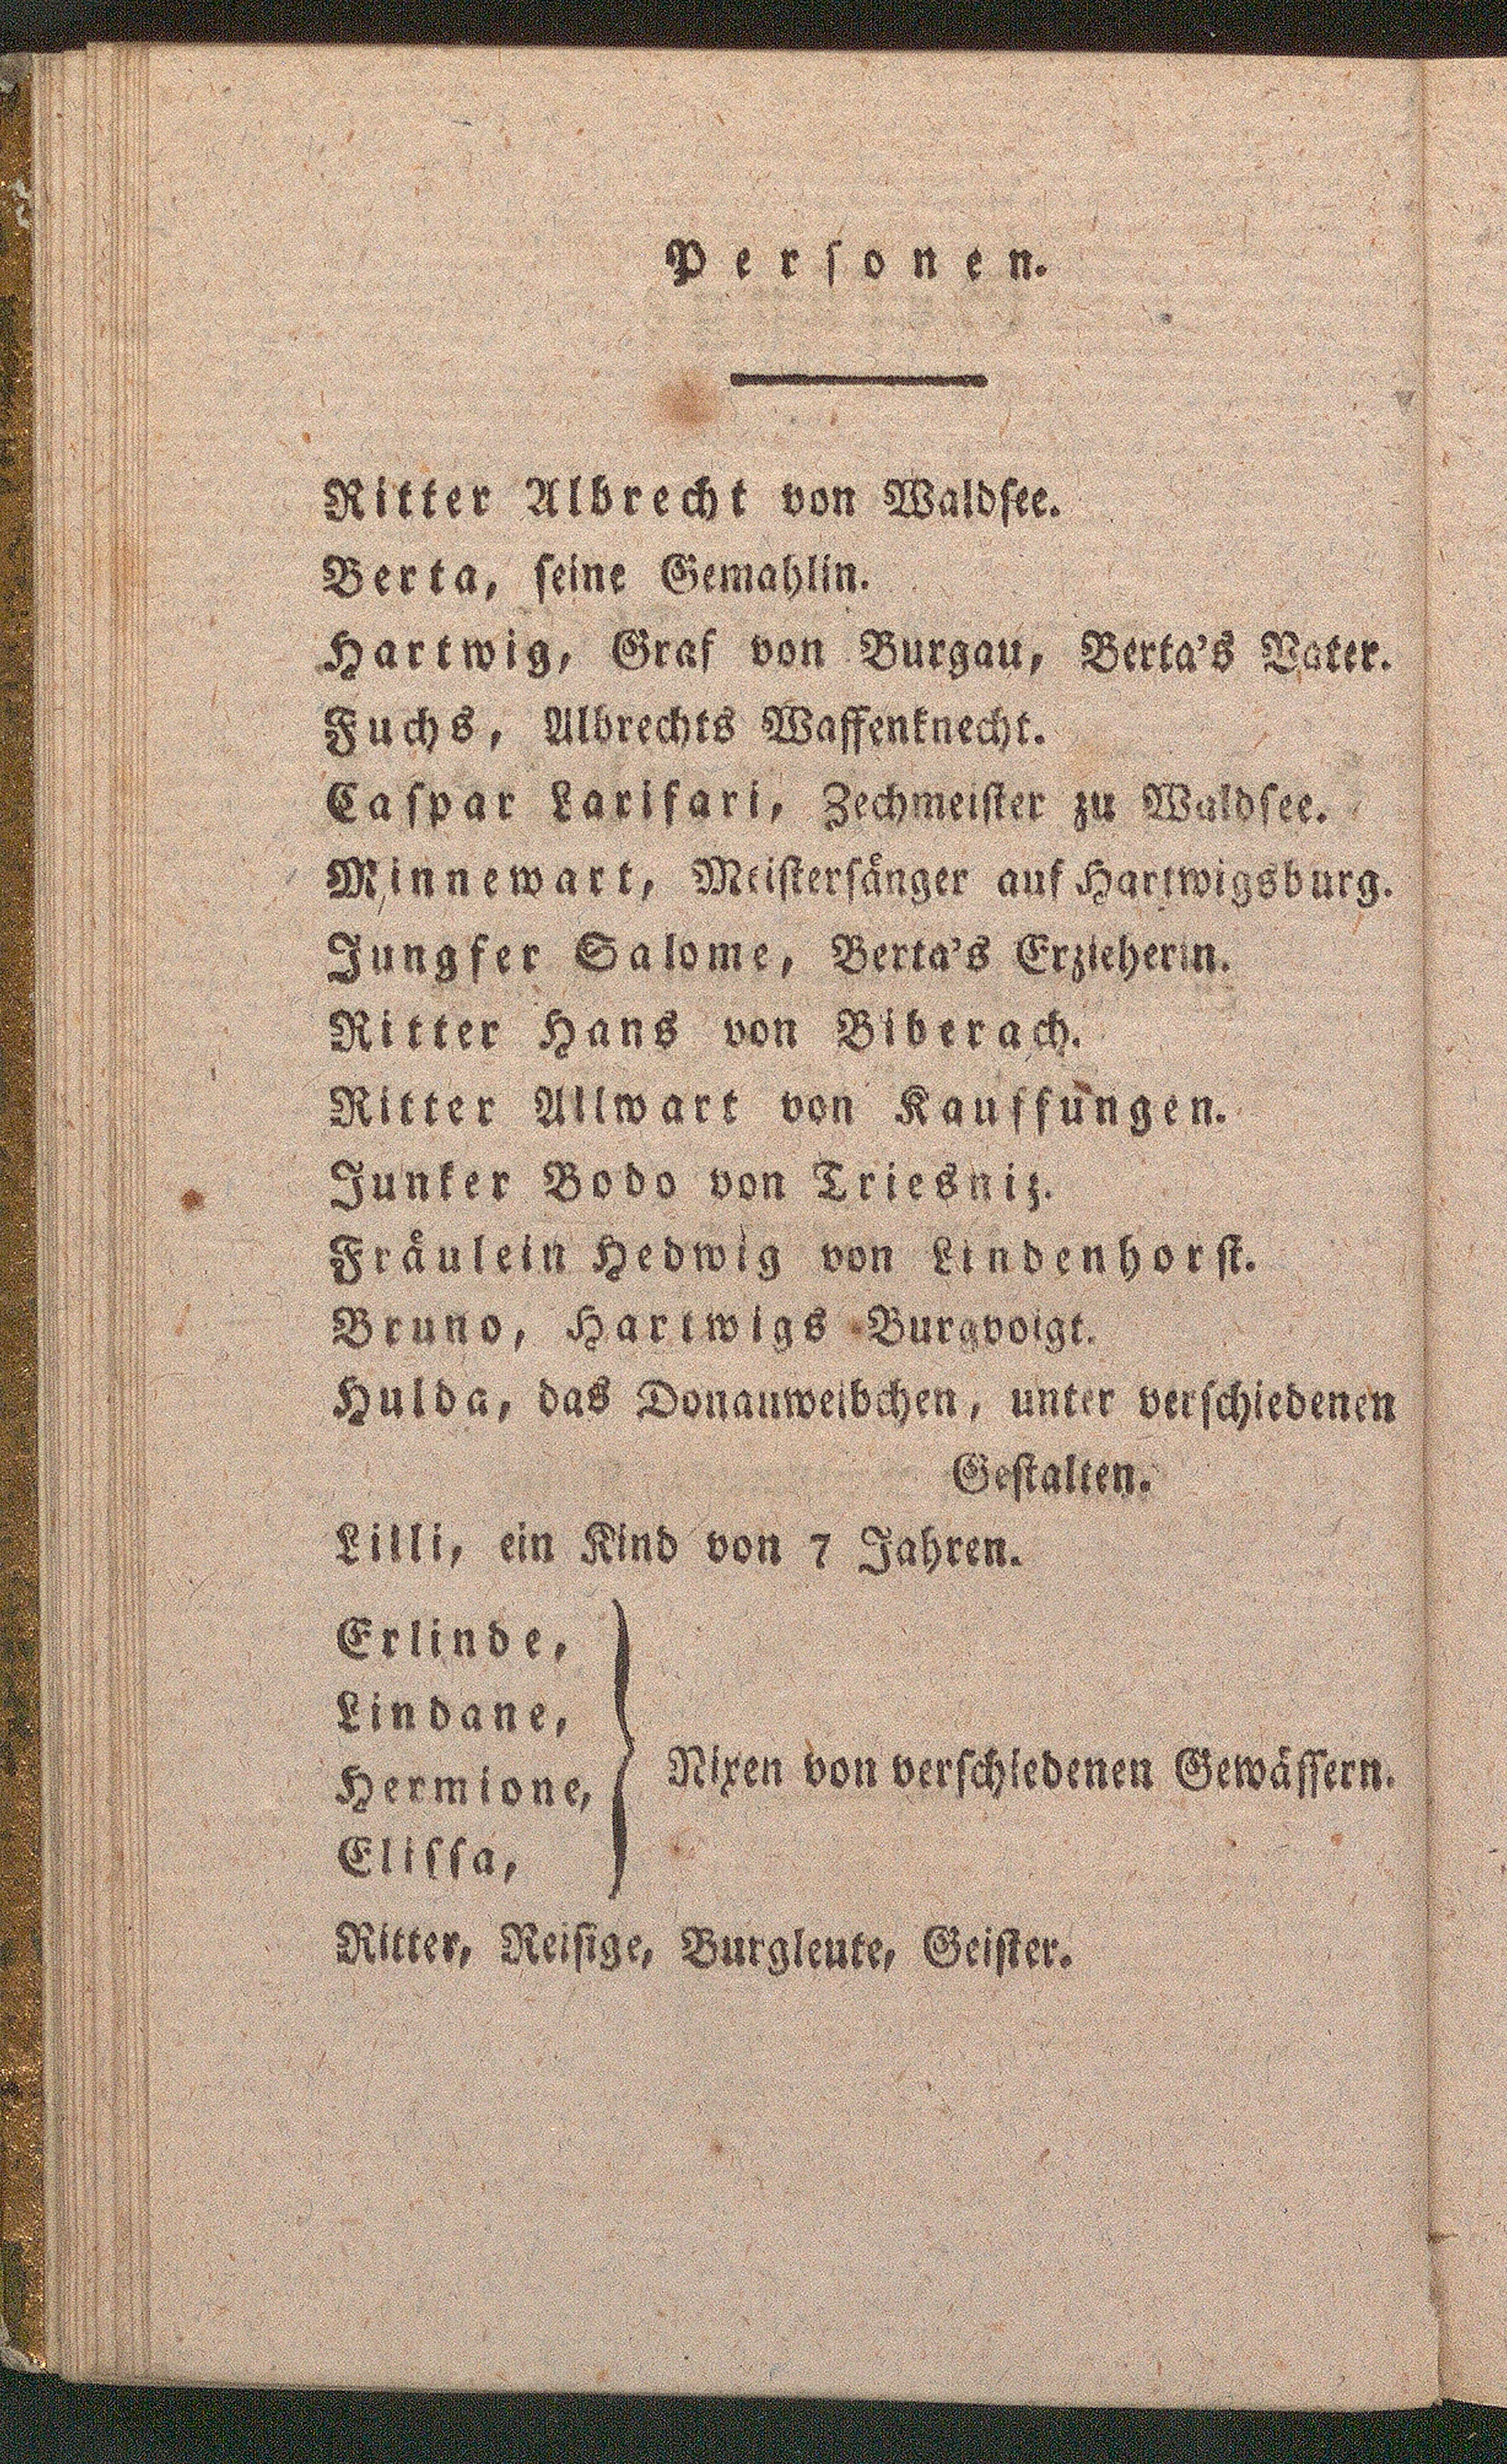 Personen.
Ritter Albrecht von Waldſee.
Berta, ſeine Gemahlin.
Hartwig, Graf von Burgau, Berta's Vater.
Fuchs, Albrechts Waffenknecht.
Caſpar Larifari, Zechmeiſter zu Waldſee.
Minnewart, Meiſterſänger auf Hartwigsburg.
Jungfer Salome, Berta's Erzieherin.
Ritter Hans von Biberach.
Ritter Allwart von Kauffungen.
Junker Bodo von Triesniz.
Fräulein Hedwig von Lindenhorſt.
Bruno, Hartwigs Burgvoigt.
Hulda, das Donauweibchen, unter verſchiedenen
Geſtalten.
Lilli, ein Kind von 7 Jahren.
Erlinde,
Lindane,
Hermione,
Eliſſa,
Nixen von verſchiedenen Gewäſſern.
Ritter, Reiſige, Burgleute, Geiſter.